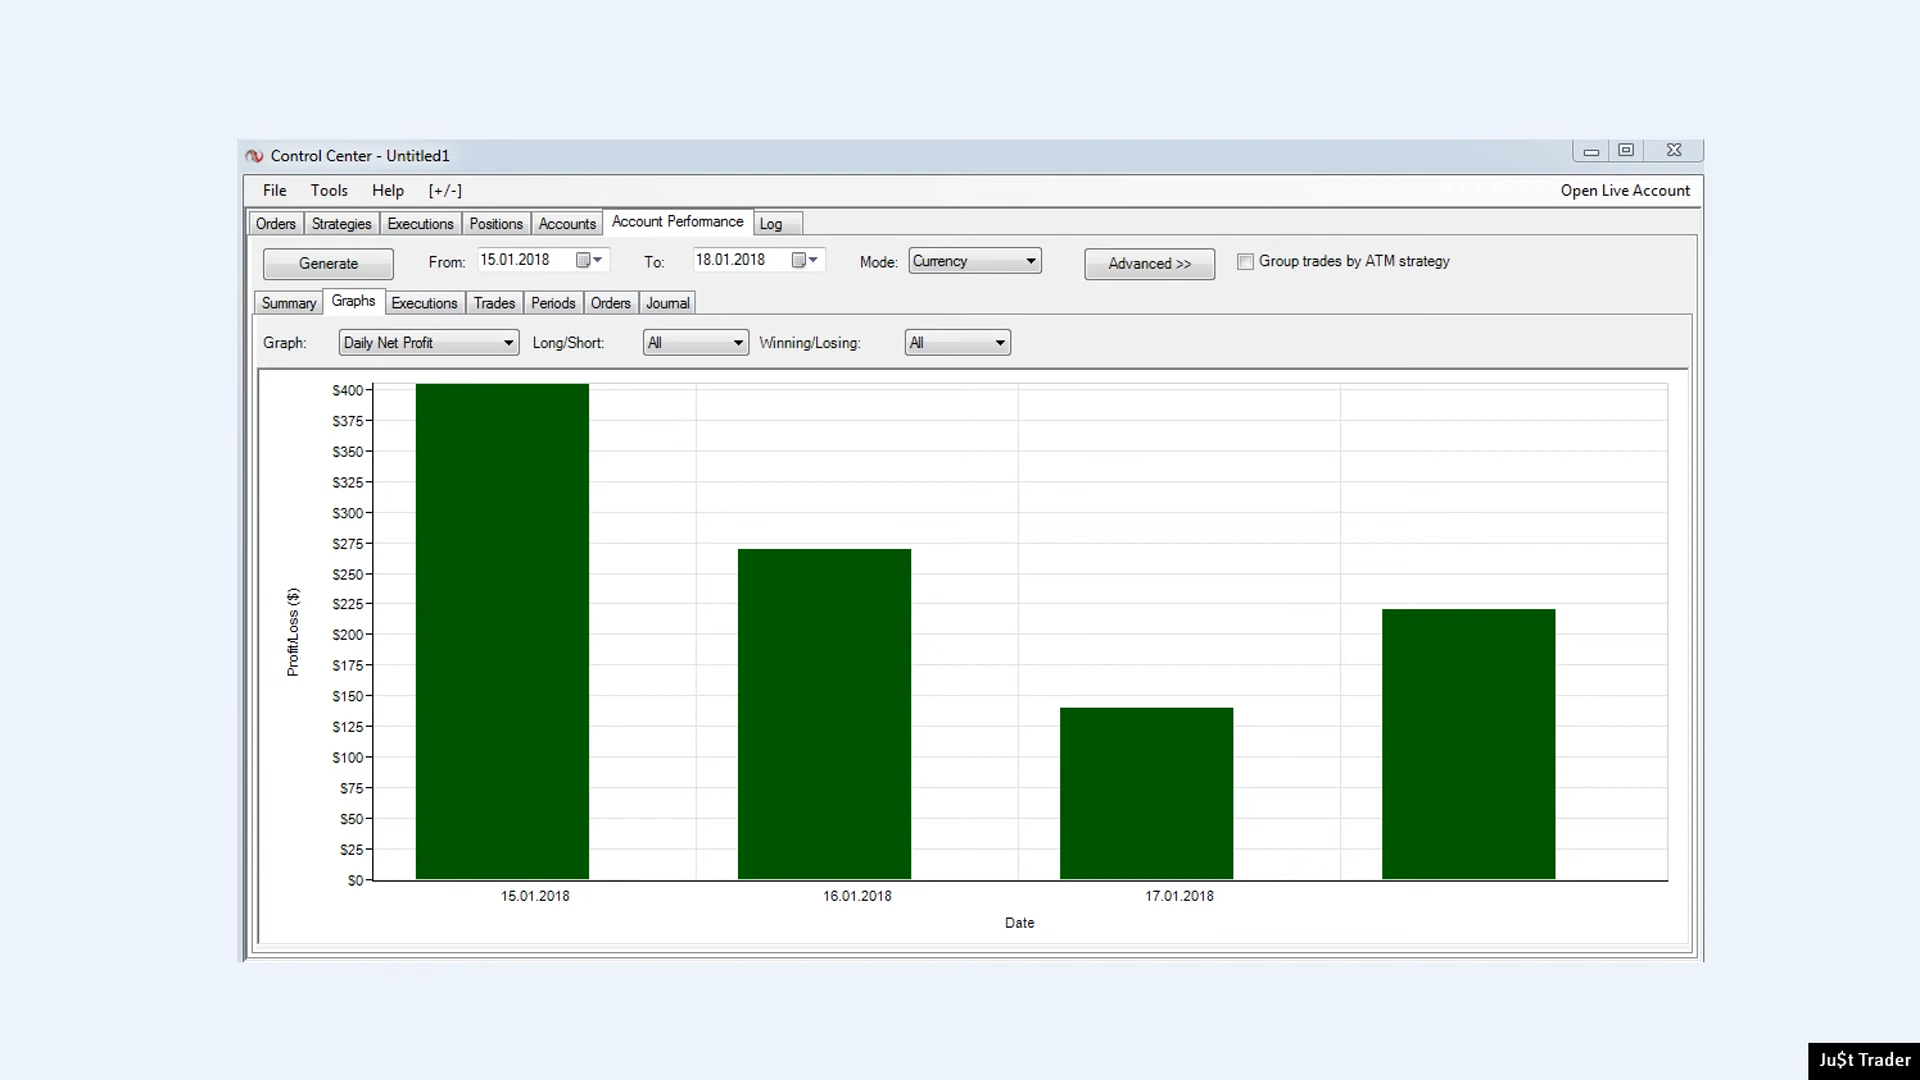 Control Center - Untitled1
File Tools Help [+/-] Open Live Account
Orders Strategies Executions Positions Accounts Account Performance Log
Generate From: 15.01.2018 To: 18.01.2018 Mode: Currency Advanced >> Group trades by ATM strategy
Summary Graphs Executions Trades Periods Orders Journal
Graph: Daily Net Profit Long/Short: All Winning/Losing: All
$400
$375
$350
$325
$300
$275
$250
$225
$200
$175
$150
$125
$100
$75
$50
$25
$0
Profit/Loss ($)
15.01.2018 16.01.2018 17.01.2018
Date
Ju$t Trader